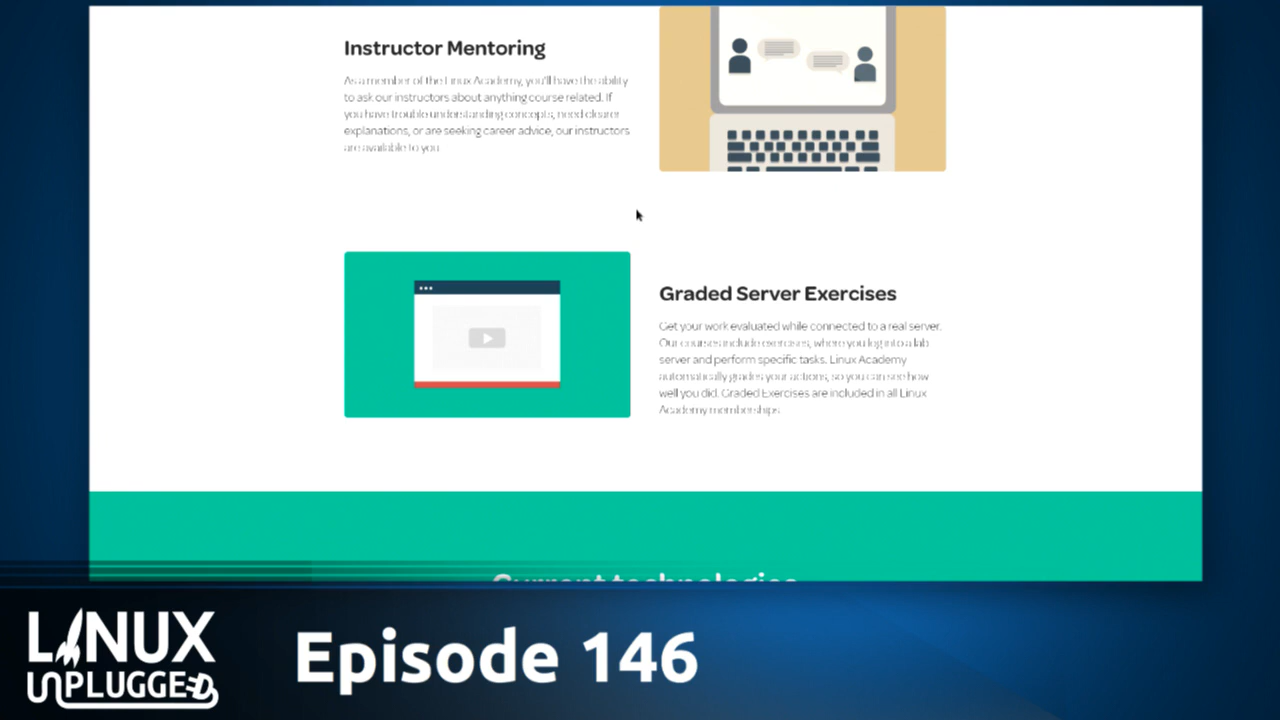 Instructor Mentoring
As a member of the Linux Academy, you'll have the ability
to ask our instructors about anything course related. If
you have trouble understanding concepts, need clearer
explanations, or are seeking career advice, our instructors
are available to you.
Graded Server Exercises
Get your work evaluated while connected to a real server.
Our courses include exercises, where you log into a lab
server and perform specific tasks. Linux Academy
automatically grades your actions, so you can see how
well you did. Graded Exercises are included in all Linux
Academy memberships.
Current technologies
LINUX
UNPLUGGED
Episode 146